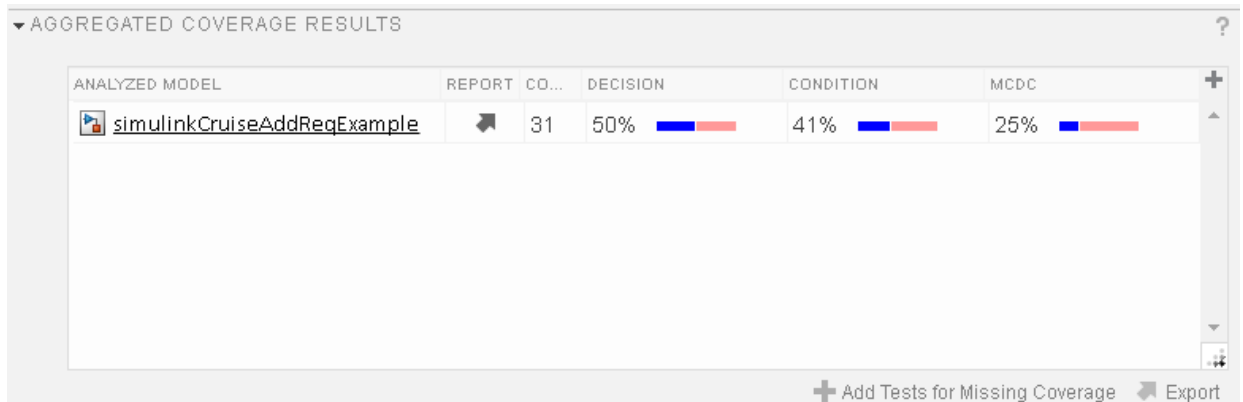 AGGREGATED COVERAGE RESULTS ?
ANALYZED MODEL REPORT CO... DECISION CONDITION MCDC
simulinkCruiseAddReqExample 31 50% 41% 25%
Add Tests for Missing Coverage Export